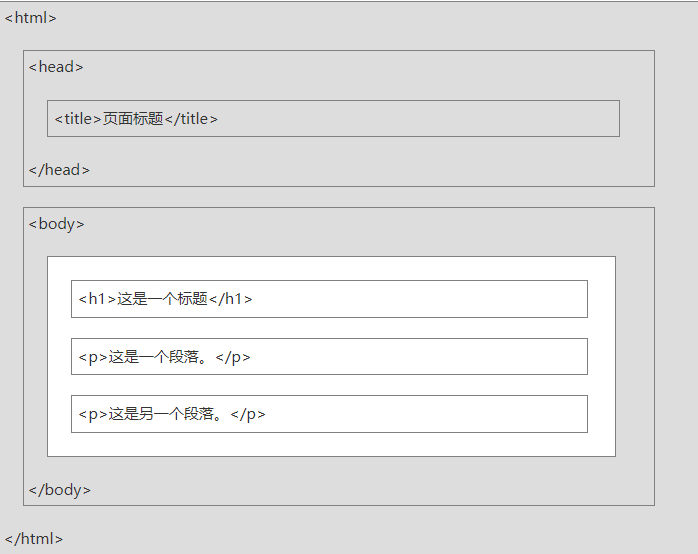 <html>
<head>
<title>页面标题</title>
</head>
<body>
<h1>这是一个标题</h1>
<p>这是一个段落。</p>
<p>这是另一个段落。</p>
</body>
</html>